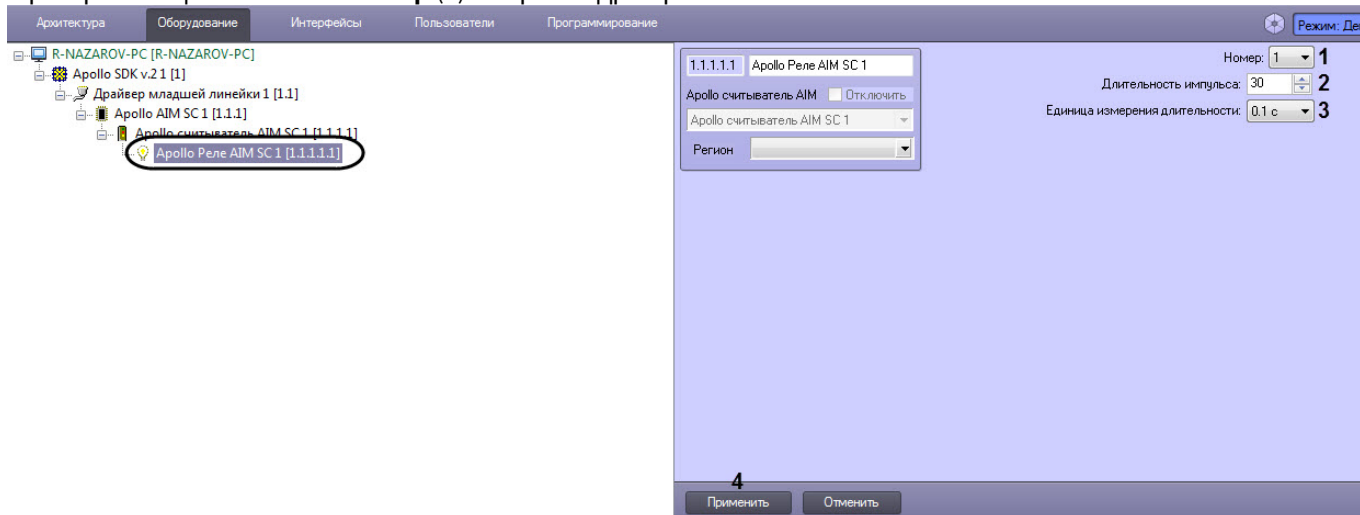 Архитектура Оборудование Интерфейсы Пользователи Программирование
R-NAZAROV-PC [R-NAZAROV-PC]
Apollo SDK v.2 1 [1]
Драйвер младшей линейки 1 [1.1]
Apollo AIM SC 1 [1.1.1]
Apollo считыватель AIM SC 1 [1.1.1.1]
Apollo Реле AIM SC 1 [1.1.1.1.1]
1.1.1.1.1 Apollo Реле AIM SC 1
Apollo считыватель AIM Отключить
Apollo считыватель AIM SC 1
Регион
Режим:
Номер: 1 1
Длительность импульса: 30 2
Единица измерения длительности: 0.1 с 3
4
Применить Отменить